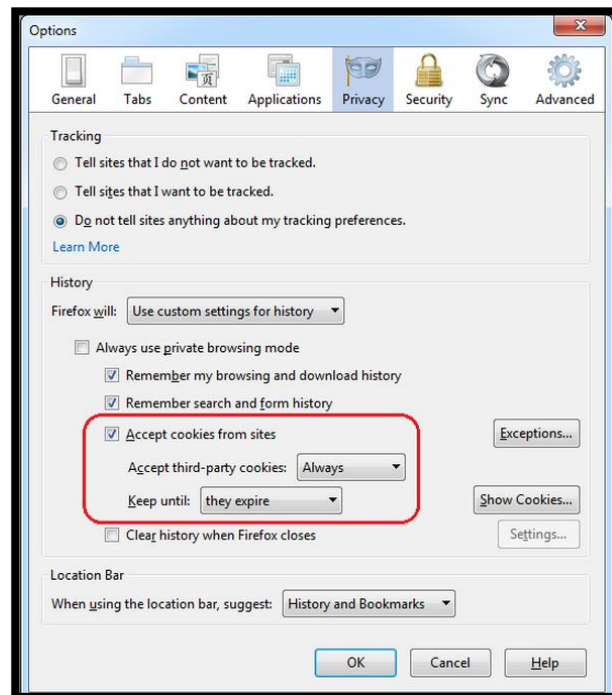 Options
General Tabs Content Applications Privacy Security Sync Advanced
Tracking
Tell sites that I do not want to be tracked.
Tell sites that I want to be tracked.
Do not tell sites anything about my tracking preferences.
Learn More
History
Firefox will: Use custom settings for history
Always use private browsing mode
Remember my browsing and download history
Remember search and form history
Accept cookies from sites Exceptions...
Accept third-party cookies: Always
Keep until: they expire Show Cookies...
Clear history when Firefox closes Settings...
Location Bar
When using the location bar, suggest: History and Bookmarks
OK Cancel Help